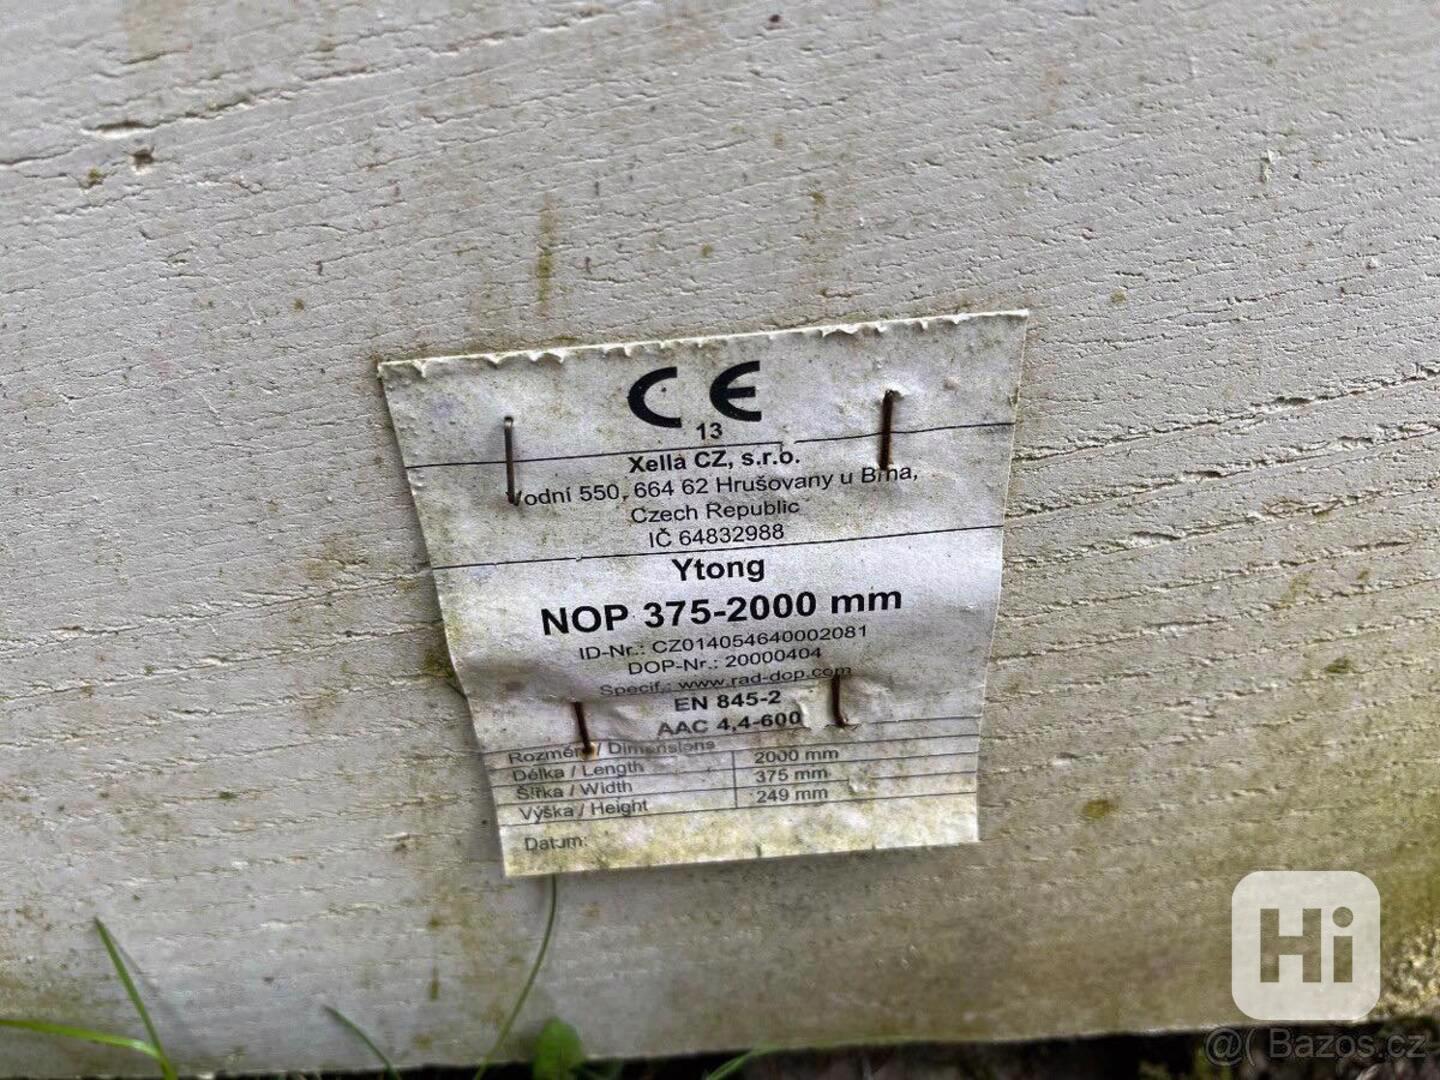 CE
13
Xella CZ, s.r.o.
Vodní 550, 664 62 Hrušovany u Brna,
Czech Republic
IČ 64832988
Ytong
NOP 375-2000 mm
ID-Nr.: CZ014054640002081
DOP-Nr.: 20000404
Specif.: www.rad-dop.com
EN 845-2
AAC 4,4-600
Rozměry / Dimensions
Délka / Length 2000 mm
Šířka / Width 375 mm
Výška / Height 249 mm
Datum:
Hi
@( Bazos.cz